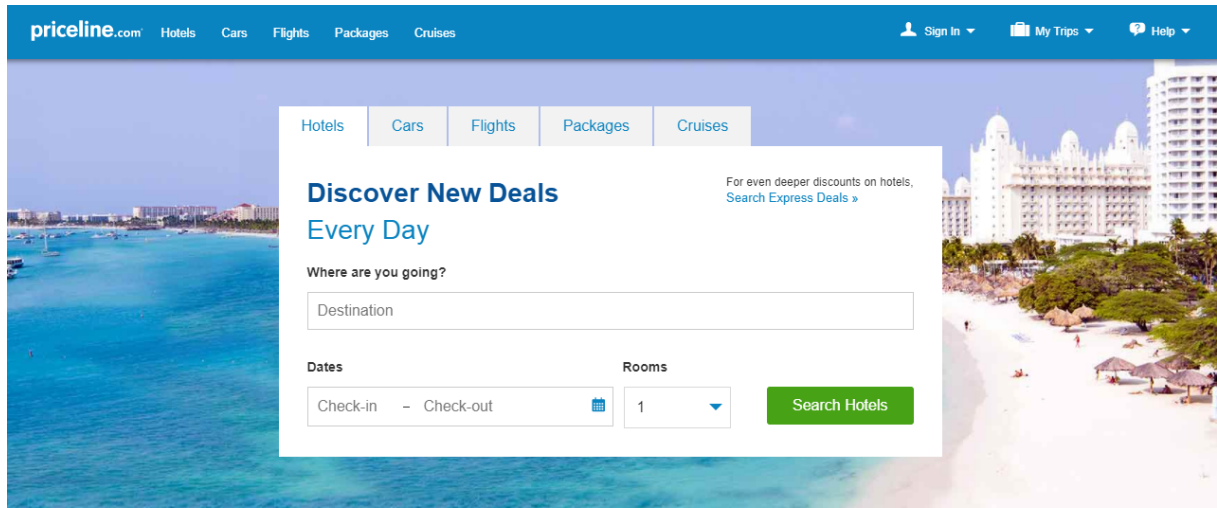 priceline.com Hotels Cars Flights Packages Cruises Sign In My Trips Help
Hotels Cars Flights Packages Cruises
Discover New Deals
Every Day
For even deeper discounts on hotels,
Search Express Deals »
Where are you going?
Destination
Dates Rooms
Check-in – Check-out 1 Search Hotels